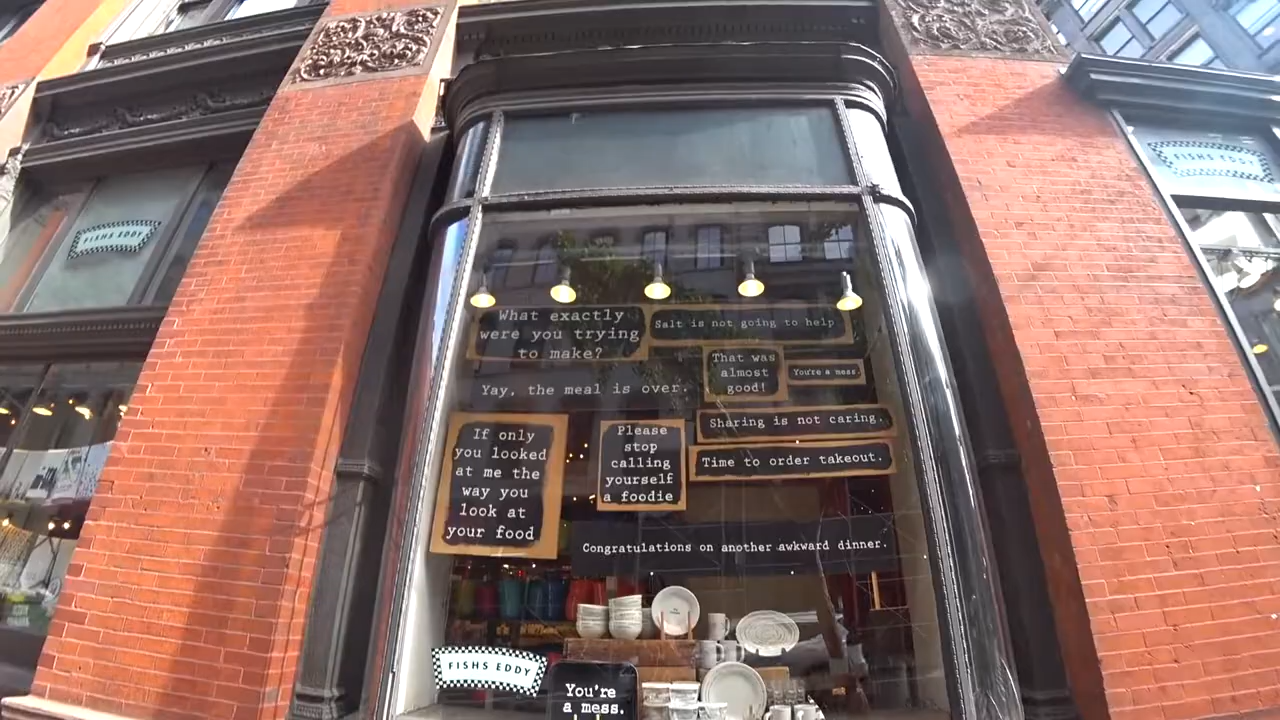 FISHS EDDY
FISHS EDDY
What exactly
were you trying
to make?
Salt is not going to help
That was
almost
good!
You're a mess.
Yay, the meal is over.
Sharing is not caring.
If only
you looked
at me the
way you
look at
your food
Please
stop
calling
yourself
a foodie
Time to order takeout.
Congratulations on another awkward dinner.
FISHS EDDY
You're
a mess.